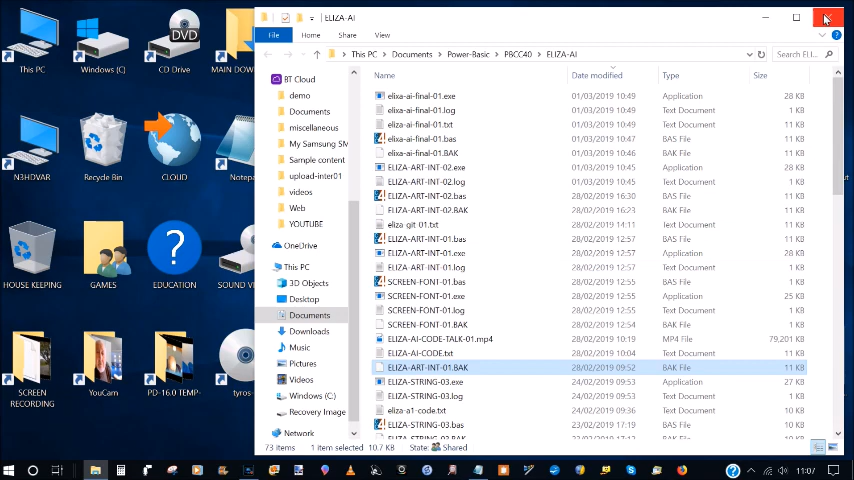 ELIZA-AI
File Home Share View
This PC Documents Power-Basic PBCC40 ELIZA-AI
Search ELI...
Name Date modified Type Size
elixa-ai-final-01.exe 01/03/2019 10:49 Application 28 KB
elixa-ai-final-01.log 01/03/2019 10:49 Text Document 1 KB
eliza-ai-final-01.txt 01/03/2019 10:49 Text Document 11 KB
elixa-ai-final-01.bas 01/03/2019 10:47 BAS File 11 KB
elixa-ai-final-01.BAK 01/03/2019 10:46 BAK File 11 KB
ELIZA-ART-INT-02.exe 01/03/2019 10:45 Application 28 KB
ELIZA-ART-INT-02.log 01/03/2019 10:45 Text Document 1 KB
ELIZA-ART-INT-02.bas 28/02/2019 16:30 BAS File 11 KB
ELIZA-ART-INT-02.BAK 28/02/2019 16:23 BAK File 11 KB
eliza git-01.txt 28/02/2019 14:11 Text Document 11 KB
ELIZA-ART-INT-01.bas 28/02/2019 12:57 BAS File 11 KB
ELIZA-ART-INT-01.exe 28/02/2019 12:57 Application 28 KB
ELIZA-ART-INT-01.log 28/02/2019 12:57 Text Document 1 KB
SCREEN-FONT-01.bas 28/02/2019 12:55 BAS File 1 KB
SCREEN-FONT-01.exe 28/02/2019 12:55 Application 25 KB
SCREEN-FONT-01.log 28/02/2019 12:55 Text Document 1 KB
SCREEN-FONT-01.BAK 28/02/2019 12:54 BAK File 1 KB
ELIZA-AI-CODE-TALK-01.mp4 28/02/2019 10:19 MP4 File 79,201 KB
ELIZA-AI-CODE.txt 28/02/2019 10:04 Text Document 11 KB
ELIZA-ART-INT-01.BAK 28/02/2019 09:52 BAK File 11 KB
ELIZA-STRING-03.exe 24/02/2019 09:53 Application 27 KB
ELIZA-STRING-03.log 24/02/2019 09:53 Text Document 1 KB
eliza-a1-code.txt 24/02/2019 09:36 Text Document 10 KB
ELIZA-STRING-03.bas 23/02/2019 17:19 BAS File 10 KB
BT Cloud
demo
Documents
miscellaneous
My Samsung SM
Sample content
upload-inter01
videos
Web
YOUTUBE
OneDrive
This PC
3D Objects
Desktop
Documents
Downloads
Music
Pictures
Videos
Windows (C:)
Recovery Image
Network
73 items 1 item selected 10.7 KB State: Shared
This PC Windows (C) CD Drive MAIN DOW
N3HDVAR Recycle Bin CLOUD Notep
HOUSE KEEPING GAMES EDUCATION SOUND V
SCREEN RECORDING YouCam PD-16.0 TEMP- tyros-
DVD
11:07